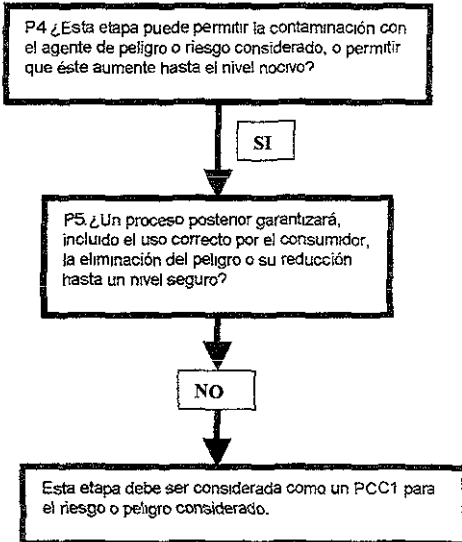 P4 ¿Esta etapa puede permitir la contaminación con
el agente de peligro o riesgo considerado, o permitir
que éste aumente hasta el nivel nocivo?
SI
P5. ¿Un proceso posterior garantizará,
incluido el uso correcto por el consumidor,
la eliminación del peligro o su reducción
hasta un nivel seguro?
NO
Esta etapa debe ser considerada como un PCC1 para
el riesgo o peligro considerado.